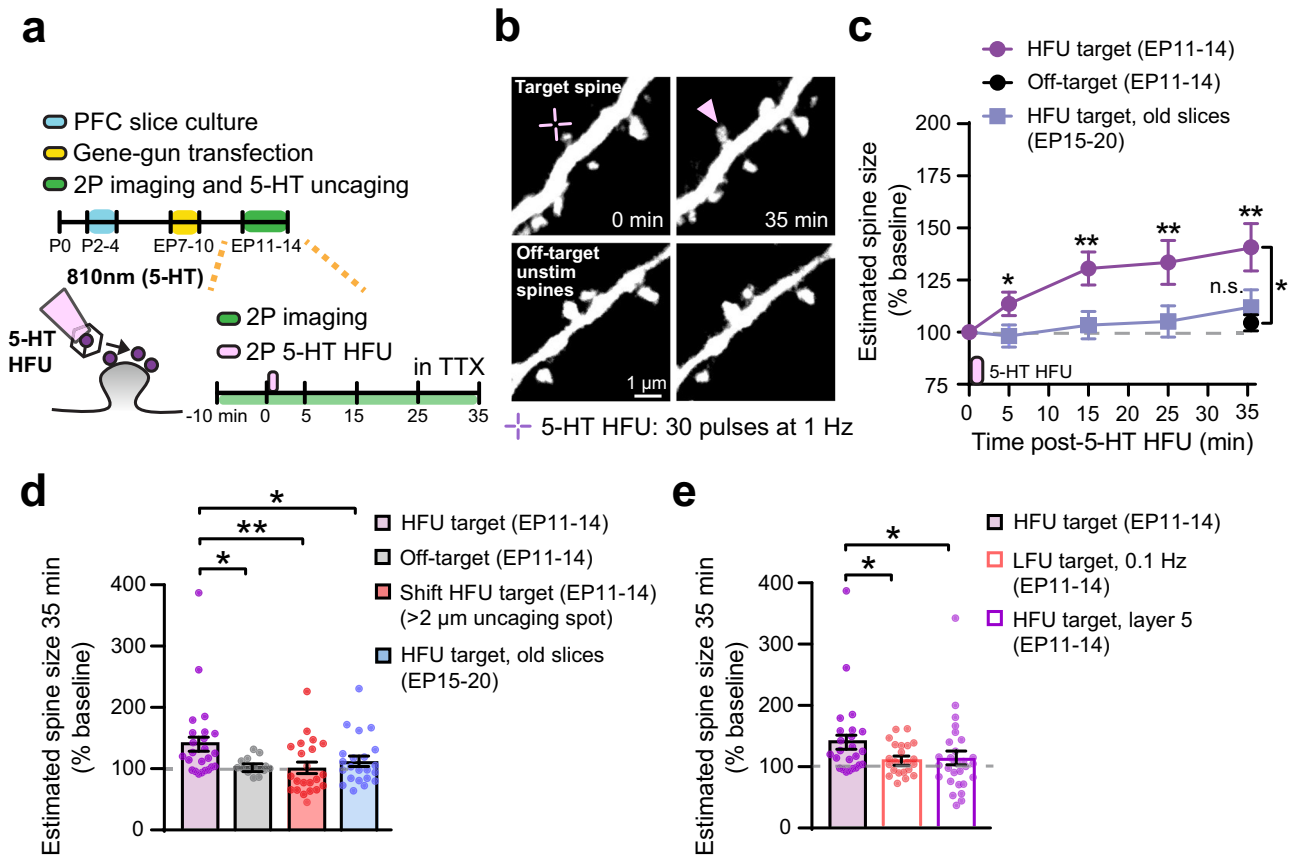 a
PFC slice culture
Gene-gun transfection
2P imaging and 5-HT uncaging
P0 P2-4 EP7-10 EP11-14
810nm (5-HT)
5-HT
HFU
2P imaging
2P 5-HT HFU
in TTX
-10 min 0 5 15 25 35
b
Target spine
0 min
35 min
Off-target
unstim
spines
1 µm
5-HT HFU: 30 pulses at 1 Hz
c
HFU target (EP11-14)
Off-target (EP11-14)
HFU target, old slices
(EP15-20)
Estimated spine size
(% baseline)
200
175
150
125
100
75
* ** ** **
n.s.
*
5-HT HFU
0 5 10 15 20 25 30 35
Time post-5-HT HFU (min)
d
*
**
*
HFU target (EP11-14)
Off-target (EP11-14)
Shift HFU target (EP11-14)
(>2 µm uncaging spot)
HFU target, old slices
(EP15-20)
Estimated spine size 35 min
(% baseline)
400
300
200
100
0
e
*
*
HFU target (EP11-14)
LFU target, 0.1 Hz
(EP11-14)
HFU target, layer 5
(EP11-14)
Estimated spine size 35 min
(% baseline)
400
300
200
100
0